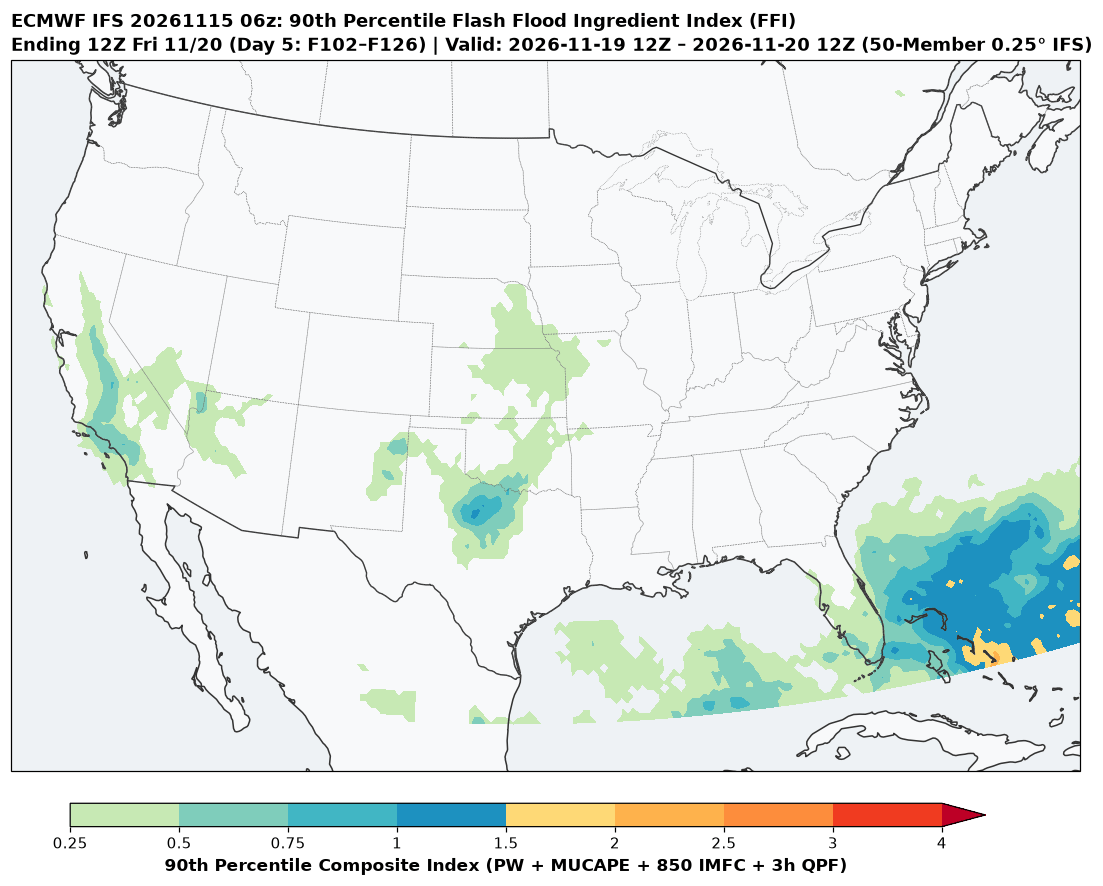 ECMWF IFS 20261115 06z: 90th Percentile Flash Flood Ingredient Index (FFI)
Ending 12Z Fri 11/20 (Day 5: F102–F126) | Valid: 2026-11-19 12Z – 2026-11-20 12Z (50-Member 0.25° IFS)
0.25 0.5 0.75 1 1.5 2 2.5 3 4
90th Percentile Composite Index (PW + MUCAPE + 850 IMFC + 3h QPF)